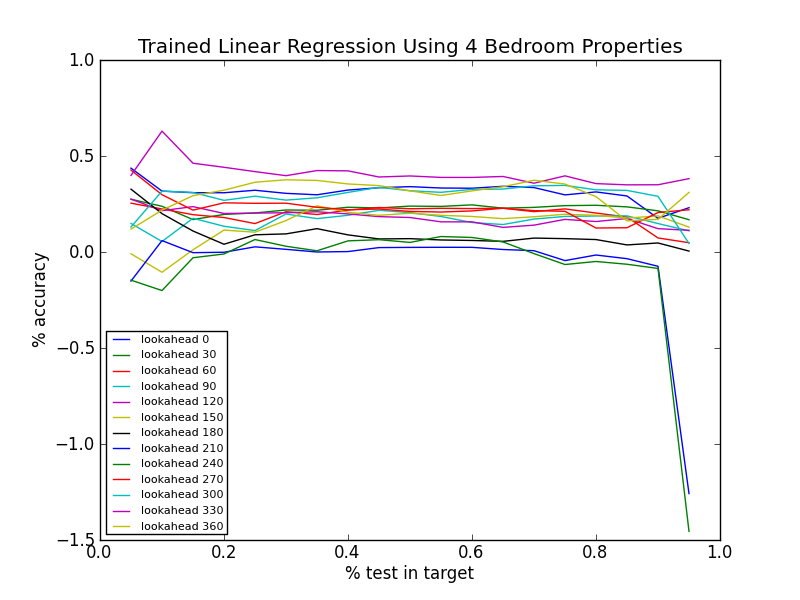 Trained Linear Regression Using 4 Bedroom Properties
1.0
0.5
0.0
−0.5
−1.0
−1.5
% accuracy
lookahead 0
lookahead 30
lookahead 60
lookahead 90
lookahead 120
lookahead 150
lookahead 180
lookahead 210
lookahead 240
lookahead 270
lookahead 300
lookahead 330
lookahead 360
0.0 0.2 0.4 0.6 0.8 1.0
% test in target